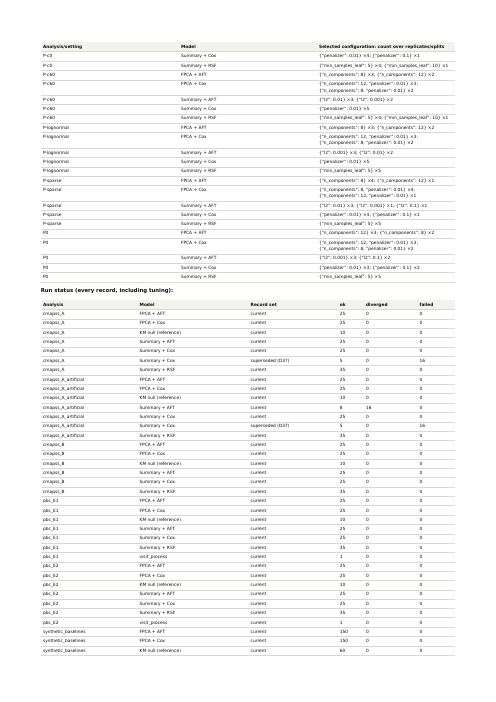 Analysis/setting Model Selected configuration: count over replicates/splits
P-c0 Summary + Cox {"penalizer": 0.01} ×4; {"penalizer": 0.1} ×1
P-c0 Summary + RSF {"min_samples_leaf": 5} ×4; {"min_samples_leaf": 10} ×1
P-c60 FPCA + AFT {"n_components": 8} ×3; {"n_components": 12} ×2
P-c60 FPCA + Cox {"n_components": 12, "penalizer": 0.01} ×3;
{"n_components": 8, "penalizer": 0.01} ×2
P-c60 Summary + AFT {"l2": 0.01} ×3; {"l2": 0.001} ×2
P-c60 Summary + Cox {"penalizer": 0.01} ×5
P-c60 Summary + RSF {"min_samples_leaf": 5} ×4; {"min_samples_leaf": 10} ×1
P-lognormal FPCA + AFT {"n_components": 8} ×3; {"n_components": 12} ×2
P-lognormal FPCA + Cox {"n_components": 12, "penalizer": 0.01} ×3;
{"n_components": 8, "penalizer": 0.01} ×2
P-lognormal Summary + AFT {"l2": 0.001} ×3; {"l2": 0.01} ×2
P-lognormal Summary + Cox {"penalizer": 0.01} ×5
P-lognormal Summary + RSF {"min_samples_leaf": 5} ×5
P-sparse FPCA + AFT {"n_components": 8} ×4; {"n_components": 12} ×1
P-sparse FPCA + Cox {"n_components": 8, "penalizer": 0.01} ×4;
{"n_components": 12, "penalizer": 0.01} ×1
P-sparse Summary + AFT {"l2": 0.01} ×3; {"l2": 0.001} ×1; {"l2": 0.1} ×1
P-sparse Summary + Cox {"penalizer": 0.01} ×4; {"penalizer": 0.1} ×1
P-sparse Summary + RSF {"min_samples_leaf": 5} ×5
P0 FPCA + AFT {"n_components": 12} ×3; {"n_components": 8} ×2
P0 FPCA + Cox {"n_components": 12, "penalizer": 0.01} ×3;
{"n_components": 8, "penalizer": 0.01} ×2
P0 Summary + AFT {"l2": 0.001} ×3; {"l2": 0.1} ×2
P0 Summary + Cox {"penalizer": 0.01} ×3; {"penalizer": 0.1} ×2
P0 Summary + RSF {"min_samples_leaf": 5} ×5
Run status (every record, including tuning):
Analysis Model Record set ok diverged failed
cmapss_A FPCA + AFT current 25 0 0
cmapss_A FPCA + Cox current 25 0 0
cmapss_A KM null (reference) current 10 0 0
cmapss_A Summary + AFT current 25 0 0
cmapss_A Summary + Cox current 25 0 0
cmapss_A Summary + Cox superseded (D37) 5 0 16
cmapss_A Summary + RSF current 35 0 0
cmapss_A_artificial FPCA + AFT current 25 0 0
cmapss_A_artificial FPCA + Cox current 25 0 0
cmapss_A_artificial KM null (reference) current 10 0 0
cmapss_A_artificial Summary + AFT current 8 16 0
cmapss_A_artificial Summary + Cox current 25 0 0
cmapss_A_artificial Summary + Cox superseded (D37) 5 0 16
cmapss_A_artificial Summary + RSF current 35 0 0
cmapss_B FPCA + AFT current 25 0 0
cmapss_B FPCA + Cox current 25 0 0
cmapss_B KM null (reference) current 10 0 0
cmapss_B Summary + AFT current 25 0 0
cmapss_B Summary + Cox current 25 0 0
cmapss_B Summary + RSF current 35 0 0
pbc_E1 FPCA + AFT current 25 0 0
pbc_E1 FPCA + Cox current 25 0 0
pbc_E1 KM null (reference) current 10 0 0
pbc_E1 Summary + AFT current 25 0 0
pbc_E1 Summary + Cox current 25 0 0
pbc_E1 Summary + RSF current 35 0 0
pbc_E1 visit_process current 1 0 0
pbc_E2 FPCA + AFT current 25 0 0
pbc_E2 FPCA + Cox current 25 0 0
pbc_E2 KM null (reference) current 10 0 0
pbc_E2 Summary + AFT current 25 0 0
pbc_E2 Summary + Cox current 25 0 0
pbc_E2 Summary + RSF current 35 0 0
pbc_E2 visit_process current 1 0 0
synthetic_baselines FPCA + AFT current 150 0 0
synthetic_baselines FPCA + Cox current 150 0 0
synthetic_baselines KM null (reference) current 60 0 0